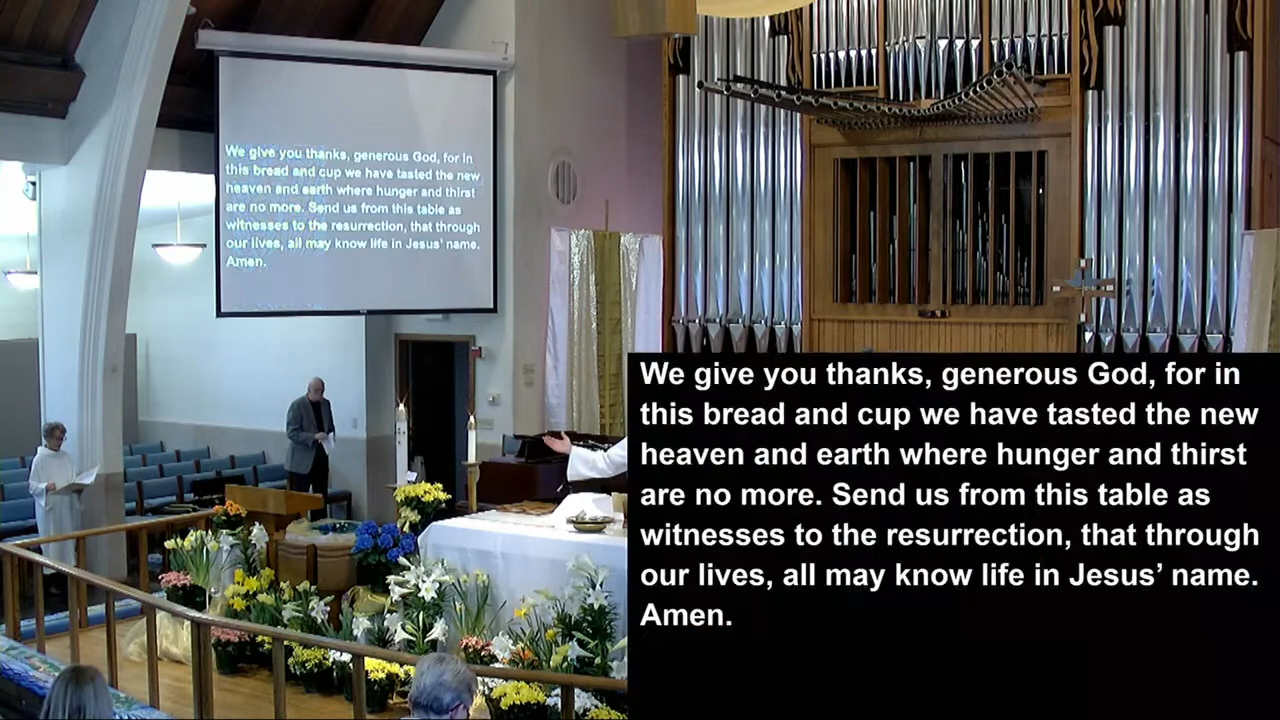 We give you thanks, generous God, for in
this bread and cup we have tasted the new
heaven and earth where hunger and thirst
are no more. Send us from this table as
witnesses to the resurrection, that through
our lives, all may know life in Jesus' name.
Amen.
We give you thanks, generous God, for in
this bread and cup we have tasted the new
heaven and earth where hunger and thirst
are no more. Send us from this table as
witnesses to the resurrection, that through
our lives, all may know life in Jesus’ name.
Amen.